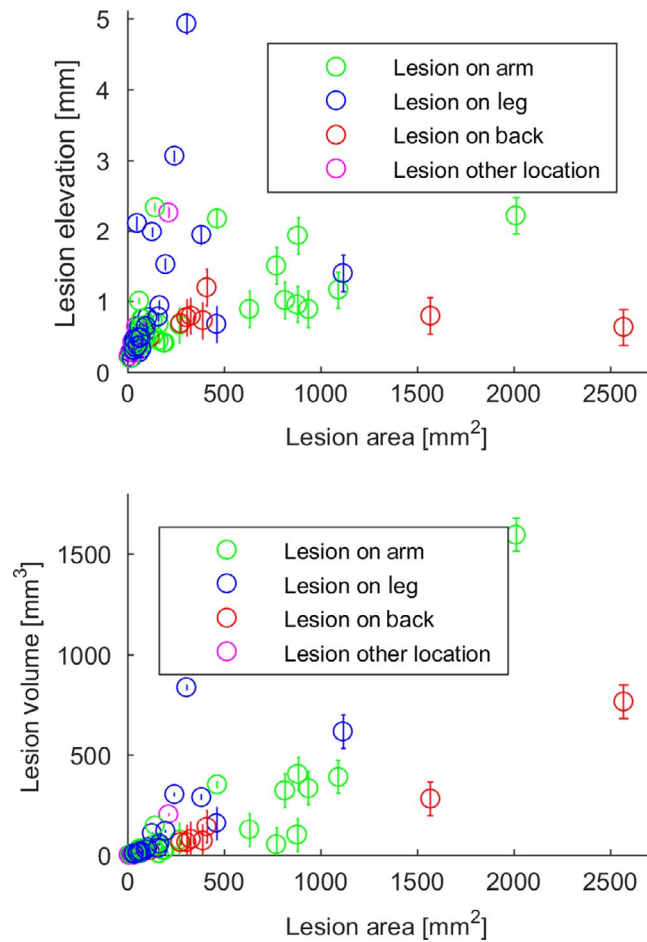 5
4
3
2
1
0
Lesion elevation [mm]
Lesion on arm
Lesion on leg
Lesion on back
Lesion other location
0 500 1000 1500 2000 2500
Lesion area [mm²]
1500
1000
500
0
Lesion volume [mm³]
Lesion on arm
Lesion on leg
Lesion on back
Lesion other location
0 500 1000 1500 2000 2500
Lesion area [mm²]